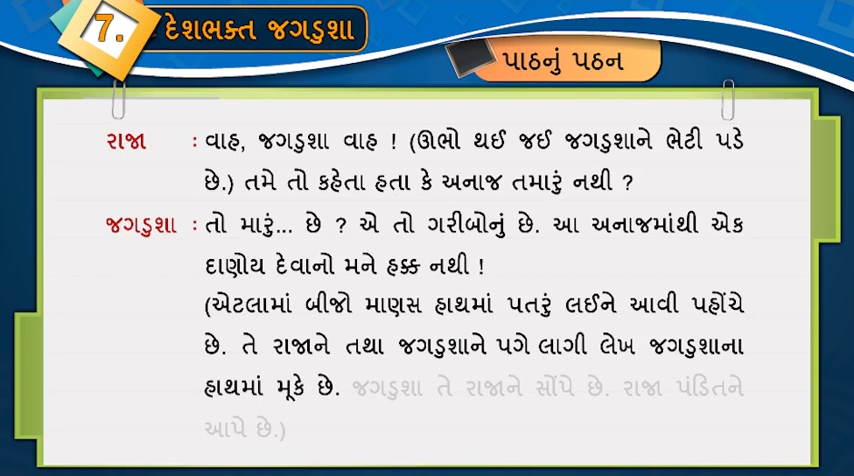 7. દેશભક્ત જગડુશા
પાઠનું પઠન
રાજા : વાહ, જગડુશા વાહ ! (ઊભો થઈ જઈ જગડુશાને ભેટી પડે
છે.) તમે તો કહેતા હતા કે અનાજ તમારું નથી ?
જગડુશા : તો મારું... છે ? એ તો ગરીબોનું છે. આ અનાજમાંથી એક
દાણોય દેવાનો મને હક્ક નથી !
(એટલામાં બીજો માણસ હાથમાં પતરું લઈને આવી પહોંચે
છે. તે રાજાને તથા જગડુશાને પગે લાગી લેખ જગડુશાના
હાથમાં મૂકે છે. જગડુશા તે રાજાને સોંપે છે. રાજા પંડિતને
આપે છે.)